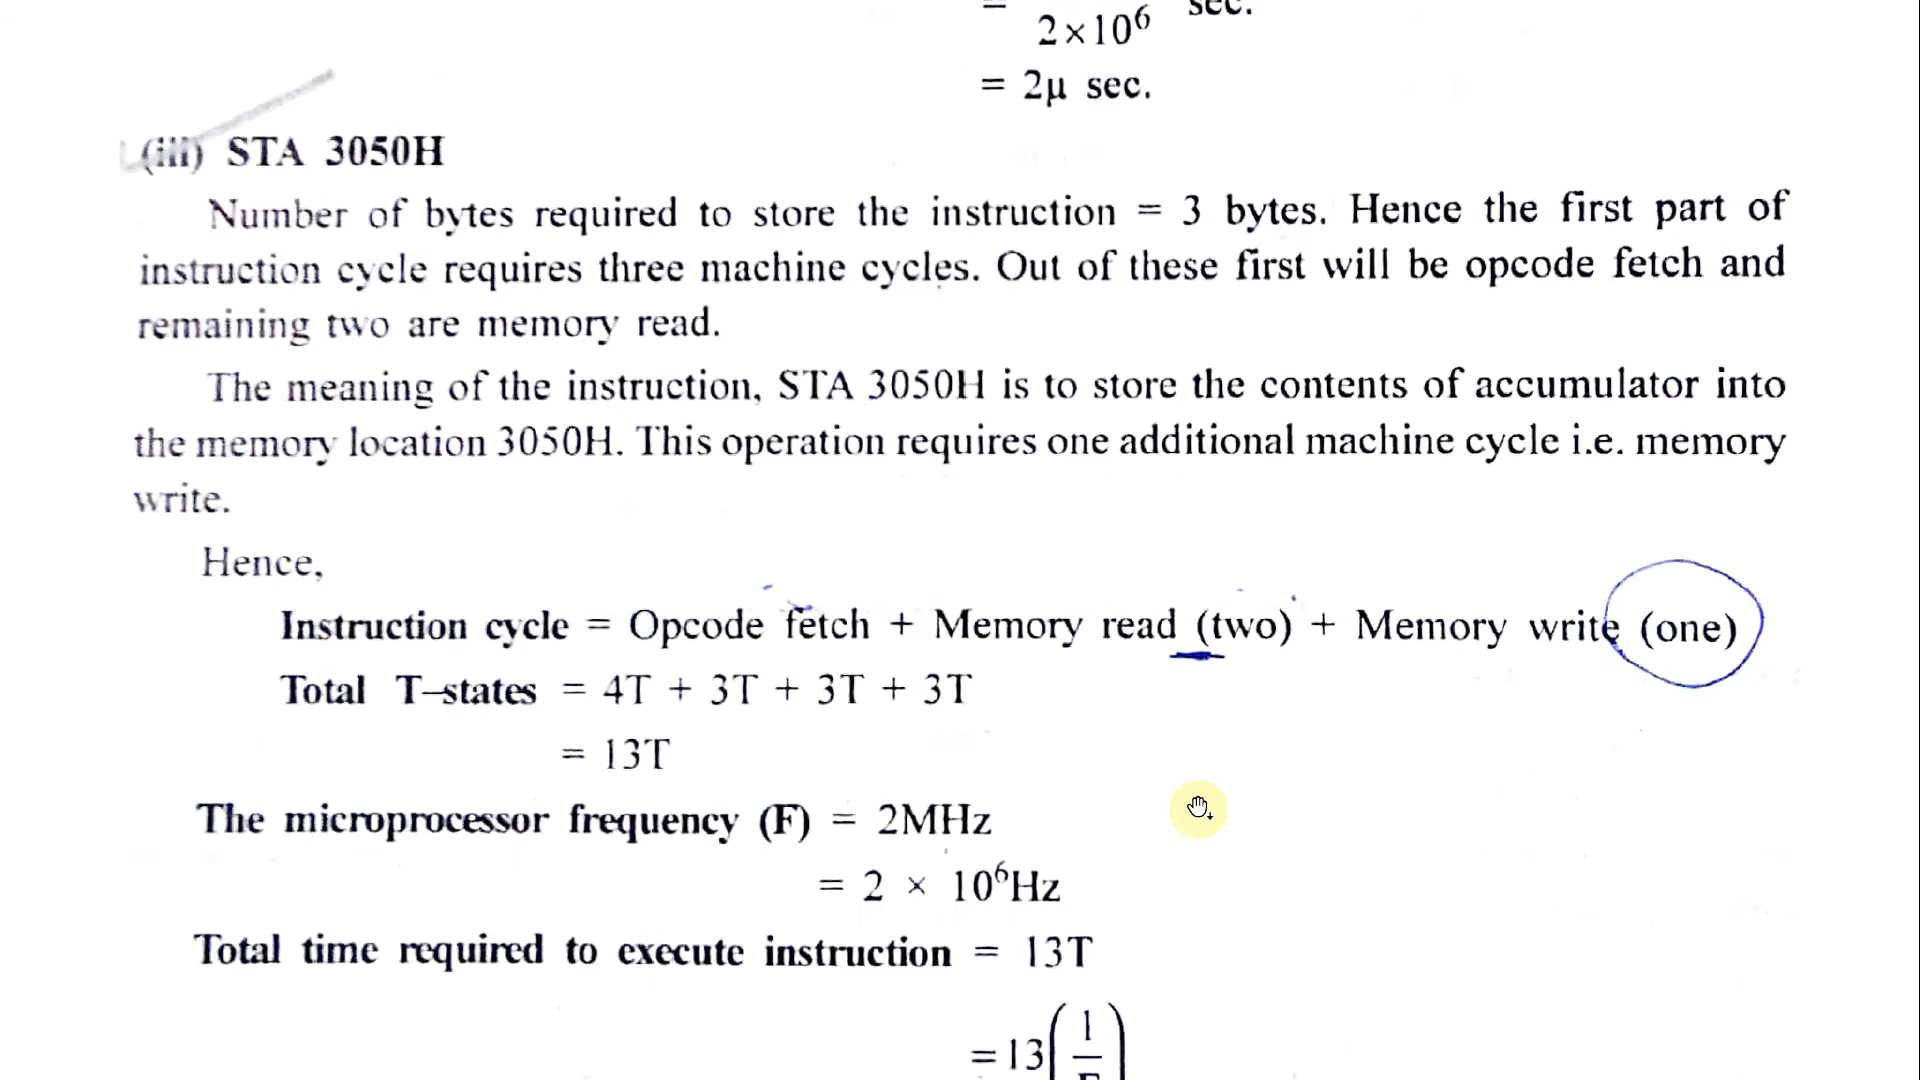 =
2×10⁶ sec.
= 2µ sec.
(iii) STA 3050H
Number of bytes required to store the instruction = 3 bytes. Hence the first part of
instruction cycle requires three machine cycles. Out of these first will be opcode fetch and
remaining two are memory read.
The meaning of the instruction, STA 3050H is to store the contents of accumulator into
the memory location 3050H. This operation requires one additional machine cycle i.e. memory
write.
Hence,
Instruction cycle = Opcode fetch + Memory read (two) + Memory write (one)
Total T–states = 4T + 3T + 3T + 3T
= 13T
The microprocessor frequency (F) = 2MHz
= 2 × 10⁶Hz
Total time required to execute instruction = 13T
= 13(1/F)